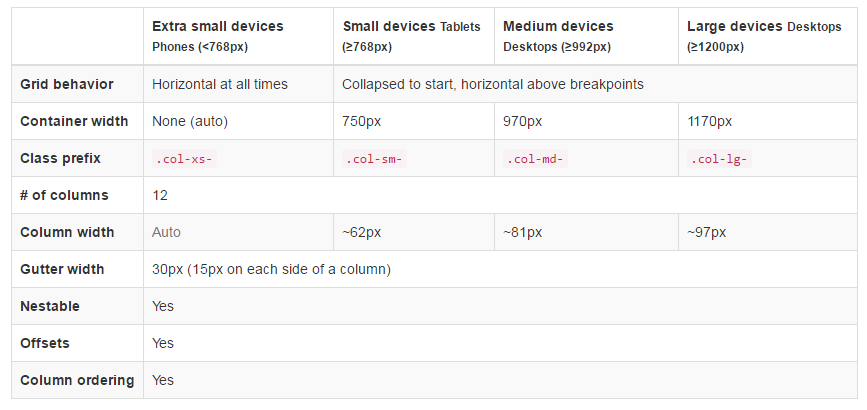 Extra small devices Small devices Tablets Medium devices Large devices Desktops
Phones (<768px) (≥768px) Desktops (≥992px) (≥1200px)
Grid behavior Horizontal at all times Collapsed to start, horizontal above breakpoints
Container width None (auto) 750px 970px 1170px
Class prefix .col-xs- .col-sm- .col-md- .col-lg-
# of columns 12
Column width Auto ~62px ~81px ~97px
Gutter width 30px (15px on each side of a column)
Nestable Yes
Offsets Yes
Column ordering Yes